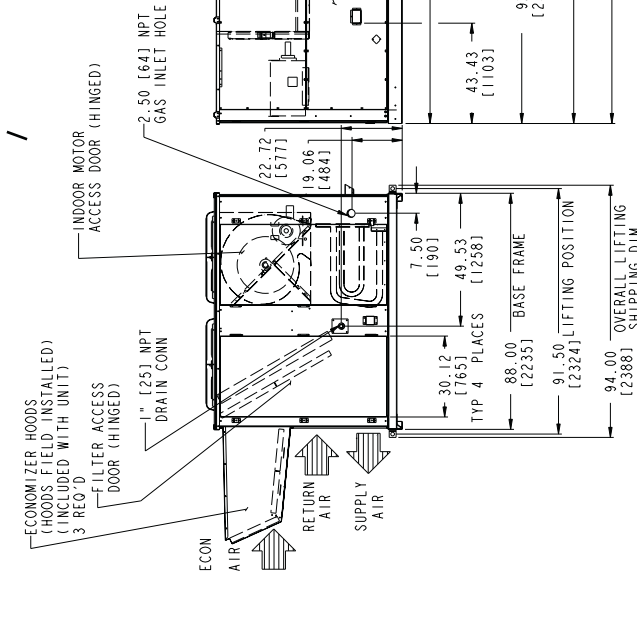 2.50 [64] NPT
GAS INLET HOLE
INDOOR MOTOR
ACCESS DOOR (HINGED)
43.43
[1103]
22.72
[577]
19.06
[484]
7.50
[190]
49.53
[1258]
30.12
[765]
TYP 4 PLACES
88.00
[2235]
BASE FRAME
91.50
[2324]
LIFTING POSITION
94.00
[2388]
OVERALL LIFTING
SHIPPING DIM
1" [25] NPT
DRAIN CONN
FILTER ACCESS
DOOR (HINGED)
ECONOMIZER HOODS
(HOODS FIELD INSTALLED)
(INCLUDED WITH UNIT)
3 REQ'D
RETURN
AIR
SUPPLY
AIR
ECON
AIR